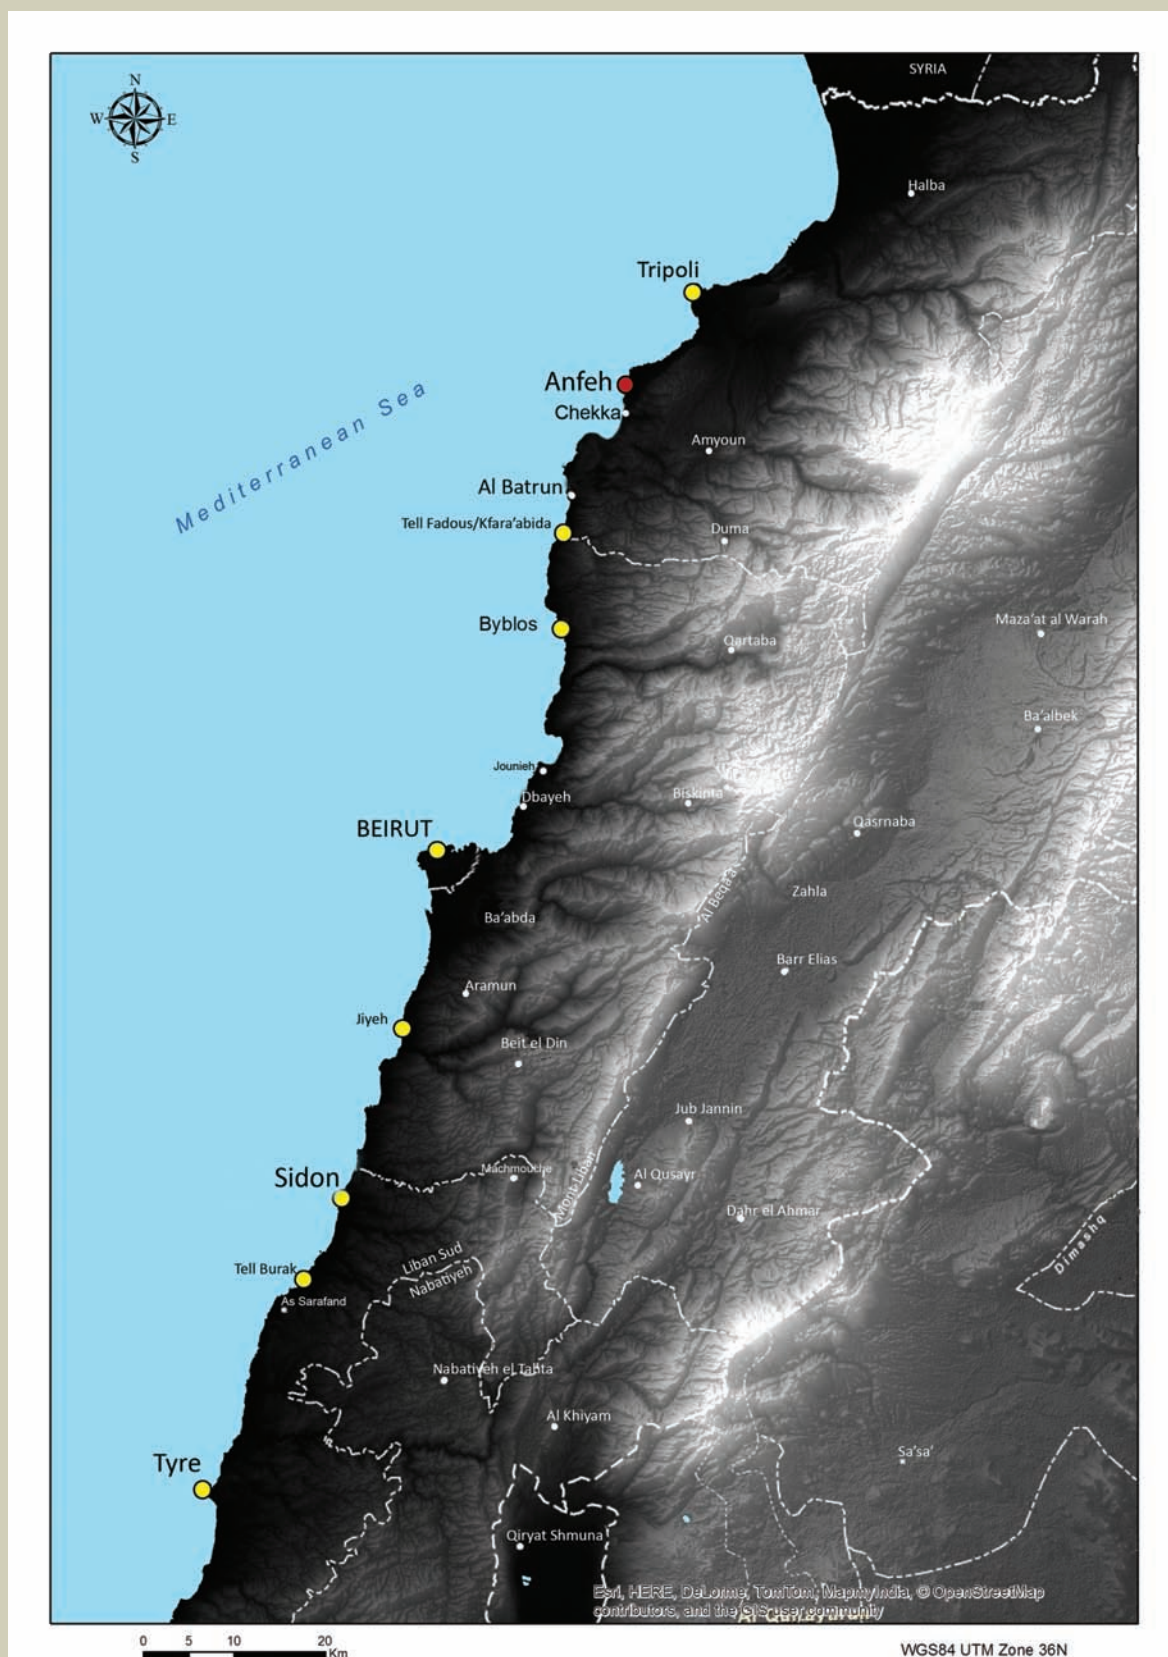 N
W E
S
SYRIA
Halba
Tripoli
Anfeh
Chekka
Mediterranean Sea
Amyoun
Al Batrun
Tell Fadous/Kfara'abida
Duma
Byblos
Maza'at al Warah
Qartaba
Ba'albek
Jounieh
Dbayeh
Biskinta
BEIRUT
Qasrnaba
Al Beqa'a
Zahla
Ba'abda
Barr Elias
Aramun
Jiyeh
Beit el Din
Jub Jannin
Machmouche
Mont-Liban
Al Qusayr
Sidon
Dahr el Ahmar
Dimashq
Liban Sud
Tell Burak
Nabatiyeh
As Sarafand
Nabatiyeh el Tahta
Al Khiyam
Sa'sa'
Tyre
Qiryat Shmuna
Esri, HERE, DeLorme, TomTom, MapmyIndia, © OpenStreetMap
contributors, and the GIS user community
0 5 10 20
Km
WGS84 UTM Zone 36N